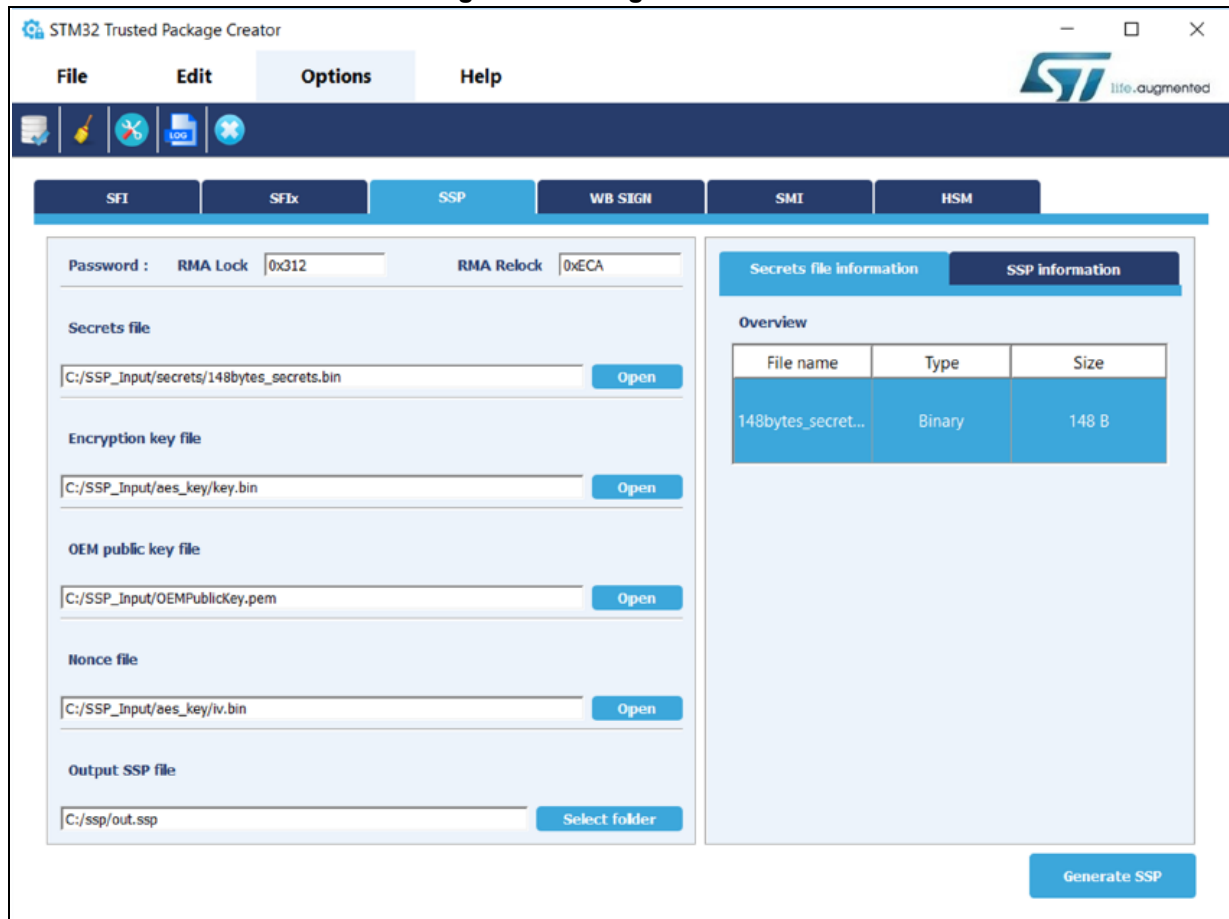 STM32 Trusted Package Creator
File Edit Options Help
life.augmented
LOG
SFI SFIx SSP WB SIGN SMI HSM
Password : RMA Lock 0x312 RMA Relock 0xECA
Secrets file
C:/SSP_Input/secrets/148bytes_secrets.bin Open
Encryption key file
C:/SSP_Input/aes_key/key.bin Open
OEM public key file
C:/SSP_Input/OEMPublicKey.pem Open
Nonce file
C:/SSP_Input/aes_key/iv.bin Open
Output SSP file
C:/ssp/out.ssp Select folder
Secrets file information SSP information
Overview
File name Type Size
148bytes_secret... Binary 148 B
Generate SSP